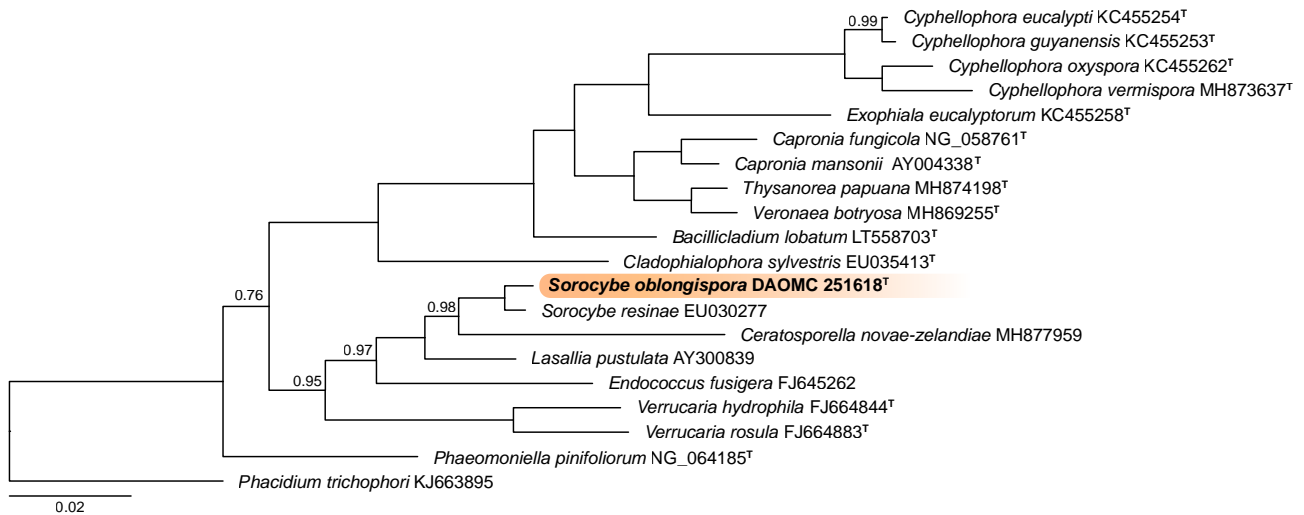 Cyphellophora eucalypti KC455254ᵀ
0.99
Cyphellophora guyanensis KC455253ᵀ
Cyphellophora oxyspora KC455262ᵀ
Cyphellophora vermispora MH873637ᵀ
Exophiala eucalyptorum KC455258ᵀ
Capronia fungicola NG_058761ᵀ
Capronia mansonii AY004338ᵀ
Thysanorea papuana MH874198ᵀ
Veronaea botryosa MH869255ᵀ
Bacillicladium lobatum LT558703ᵀ
Cladophialophora sylvestris EU035413ᵀ
Sorocybe oblongispora DAOMC 251618ᵀ
0.76
0.98
Sorocybe resinae EU030277
Ceratosporella novae-zelandiae MH877959
0.97
Lasallia pustulata AY300839
0.95
Endococcus fusigera FJ645262
Verrucaria hydrophila FJ664844ᵀ
Verrucaria rosula FJ664883ᵀ
Phaeomoniella pinifoliorum NG_064185ᵀ
Phacidium trichophori KJ663895
0.02